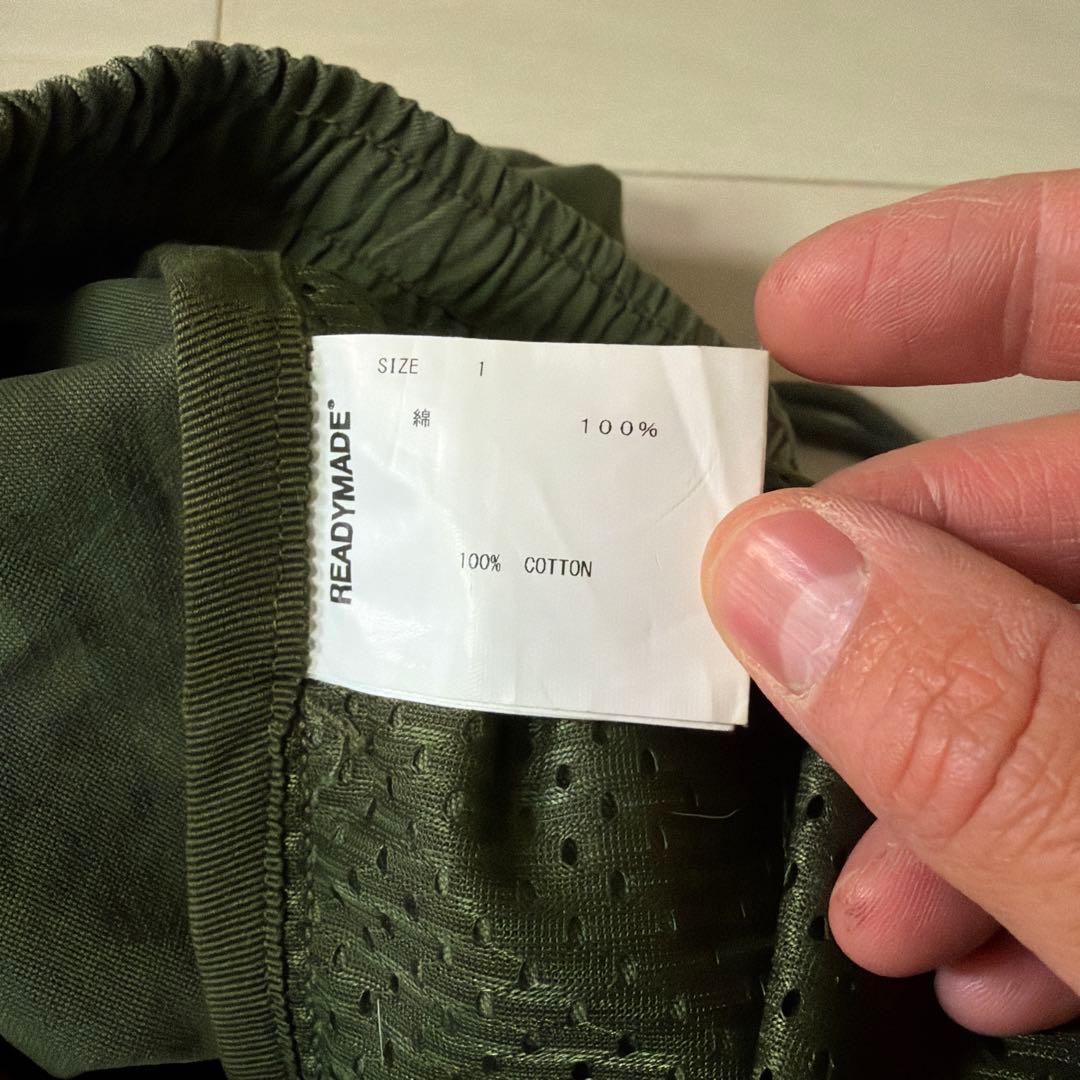 SIZE 1
綿 100%
100% COTTON
READYMADE®